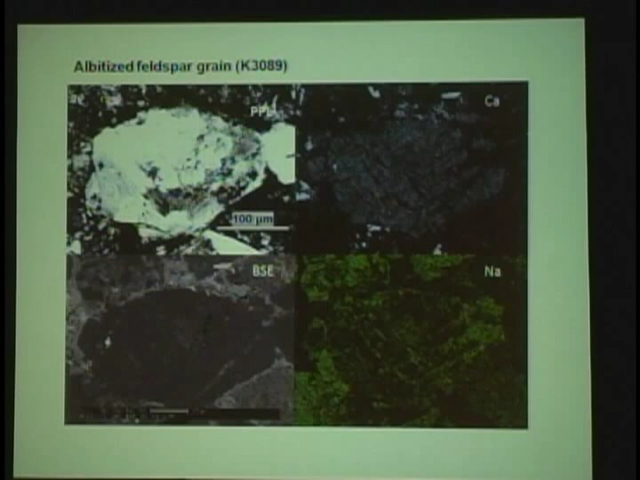 Albitized feldspar grain (K3089)
PPL
Ca
100 µm
BSE
Na